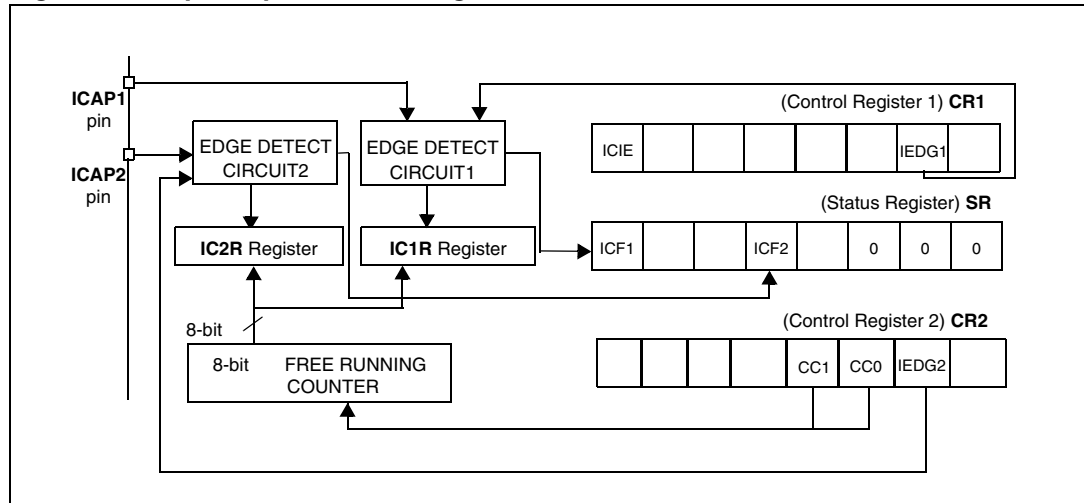 ICAP1
pin
ICAP2
pin
EDGE DETECT
CIRCUIT2
EDGE DETECT
CIRCUIT1
IC2R Register
IC1R Register
8-bit
8-bit FREE RUNNING
COUNTER
(Control Register 1) CR1
ICIE IEDG1
(Status Register) SR
ICF1 ICF2 0 0 0
(Control Register 2) CR2
CC1 CC0 IEDG2